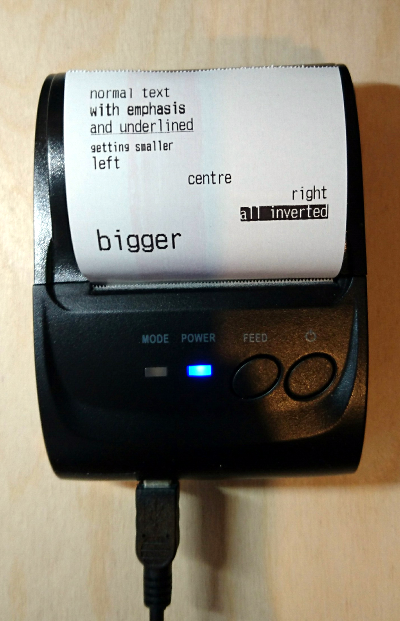 normal text
with emphasis
and underlined
getting smaller
left
centre
right
all inverted
bigger
MODE POWER FEED